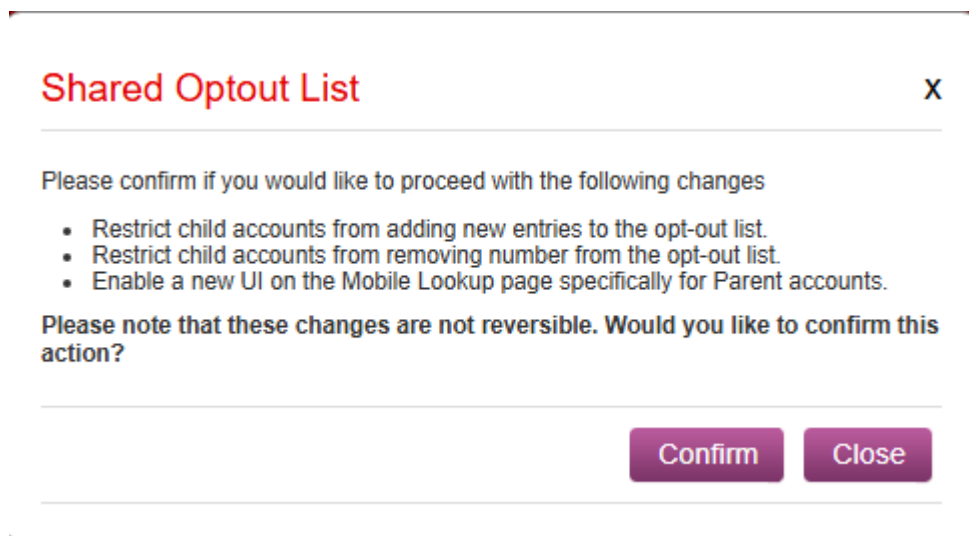 Shared Optout List
X
Please confirm if you would like to proceed with the following changes
• Restrict child accounts from adding new entries to the opt-out list.
• Restrict child accounts from removing number from the opt-out list.
• Enable a new UI on the Mobile Lookup page specifically for Parent accounts.
Please note that these changes are not reversible. Would you like to confirm this
action?
Confirm
Close